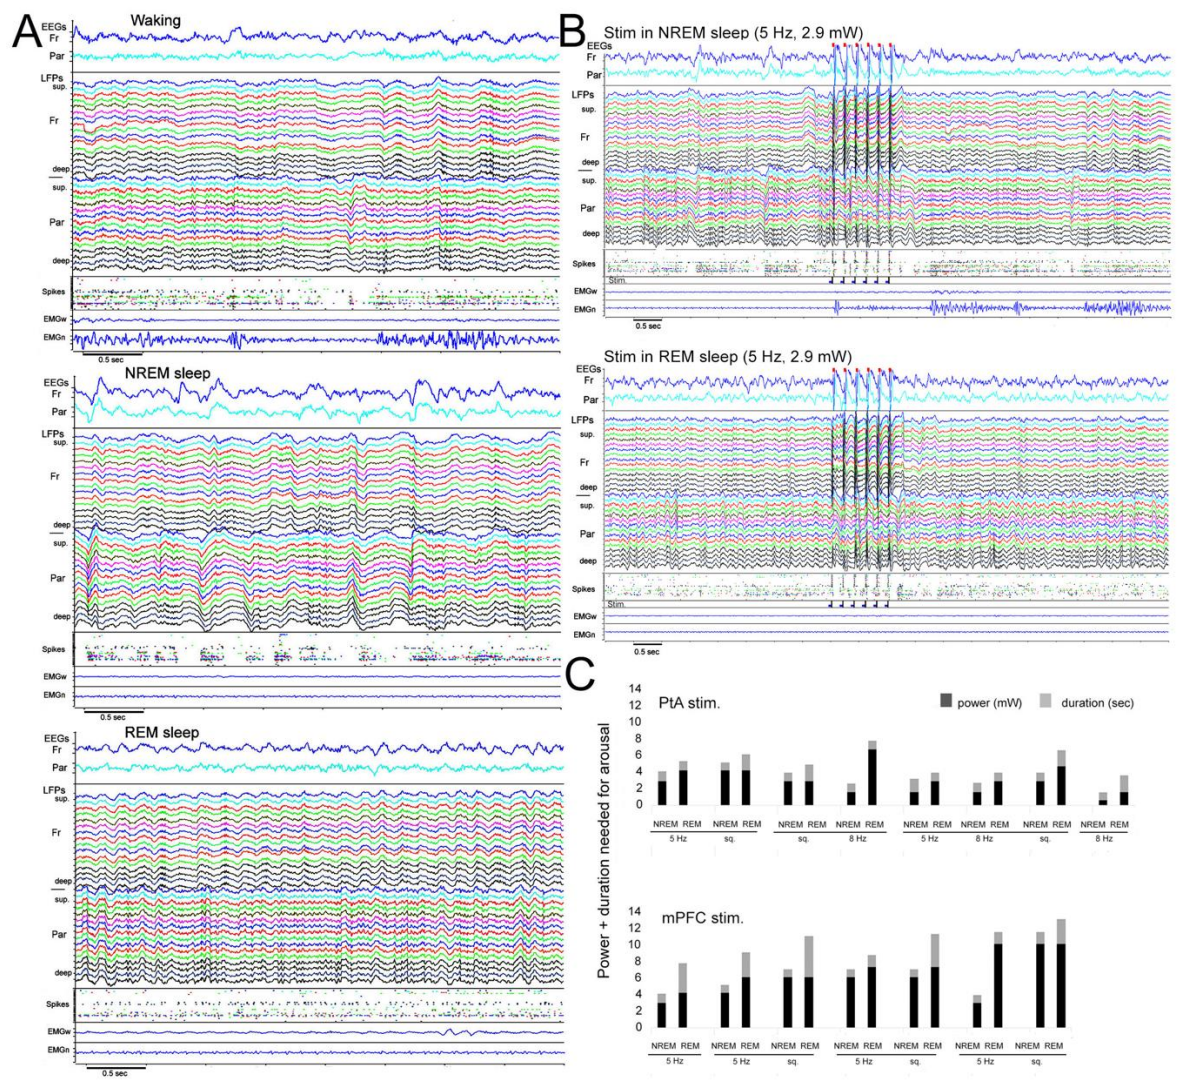 A
Waking
EEGs
Fr
Par
LFPs
sup.
Fr
deep
sup.
Par
deep
Spikes
EMGw
EMGn
0.5 sec
NREM sleep
EEGs
Fr
Par
LFPs
sup.
Fr
deep
sup.
Par
deep
Spikes
EMGw
EMGn
0.5 sec
REM sleep
EEGs
Fr
Par
LFPs
sup.
Fr
deep
sup.
Par
deep
Spikes
EMGw
EMGn
0.5 sec
B
Stim in NREM sleep (5 Hz, 2.9 mW)
EEGs
Fr
Par
LFPs
sup.
Fr
deep
sup.
Par
deep
Spikes
Stim.
EMGw
EMGn
0.5 sec
Stim in REM sleep (5 Hz, 2.9 mW)
EEGs
Fr
Par
LFPs
sup.
Fr
deep
sup.
Par
deep
Spikes
Stim.
EMGw
EMGn
0.5 sec
C
Power + duration needed for arousal
PtA stim.
power (mW) duration (sec)
14
12
10
8
6
4
2
0
NREM REM NREM REM NREM REM NREM REM NREM REM NREM REM NREM REM NREM REM
5 Hz sq. sq. 8 Hz 5 Hz 8 Hz sq. 8 Hz
mPFC stim.
14
12
10
8
6
4
2
0
NREM REM NREM REM NREM REM NREM REM NREM REM NREM REM NREM REM
5 Hz 5 Hz sq. 5 Hz sq. 5 Hz sq.